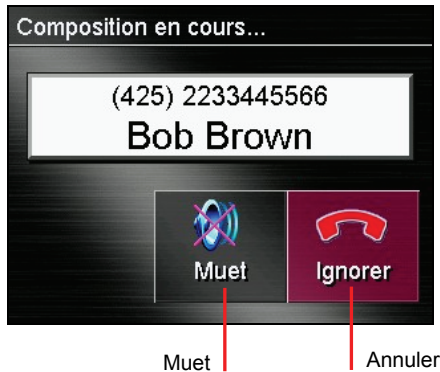 Composition en cours...
(425) 2233445566
Bob Brown
Muet Ignorer
Muet Annuler